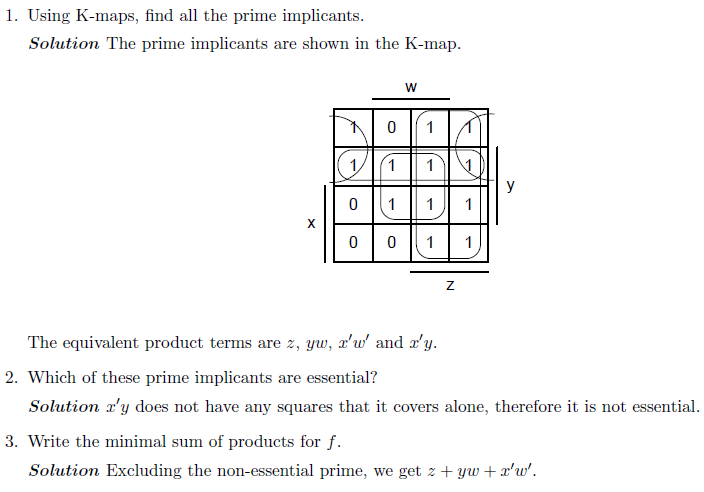 1. Using K-maps, find all the prime implicants.
Solution The prime implicants are shown in the K-map.
w
1 0 1 1
1 1 1 1
y
0 1 1 1
x
0 0 1 1
z
The equivalent product terms are z, yw, x′w′ and x′y.
2. Which of these prime implicants are essential?
Solution x′y does not have any squares that it covers alone, therefore it is not essential.
3. Write the minimal sum of products for f.
Solution Excluding the non-essential prime, we get z + yw + x′w′.